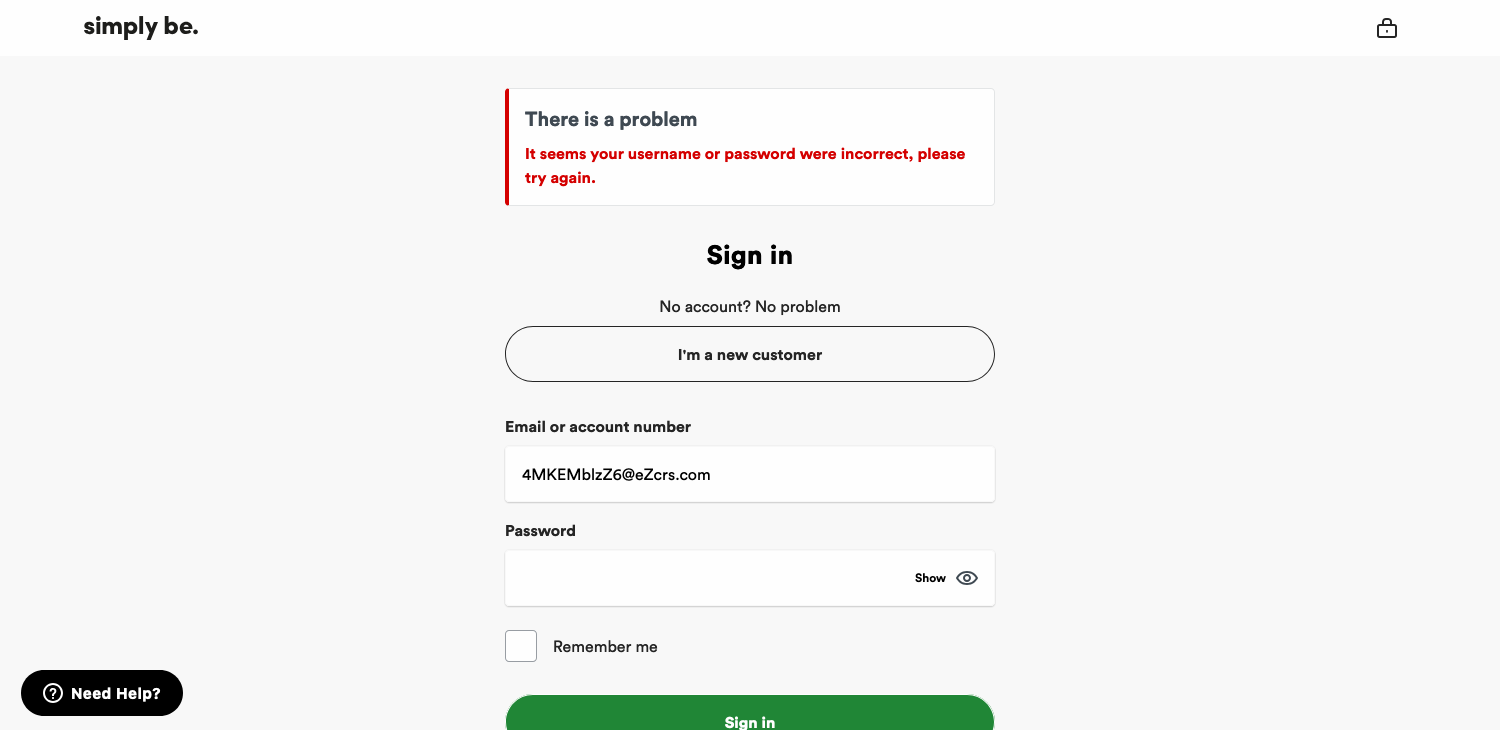 simply be.
There is a problem
It seems your username or password were incorrect, please
try again.
Sign in
No account? No problem
I'm a new customer
Email or account number
4MKEMblzZ6@eZcrs.com
Password
Show
Remember me
Need Help?
Sign in